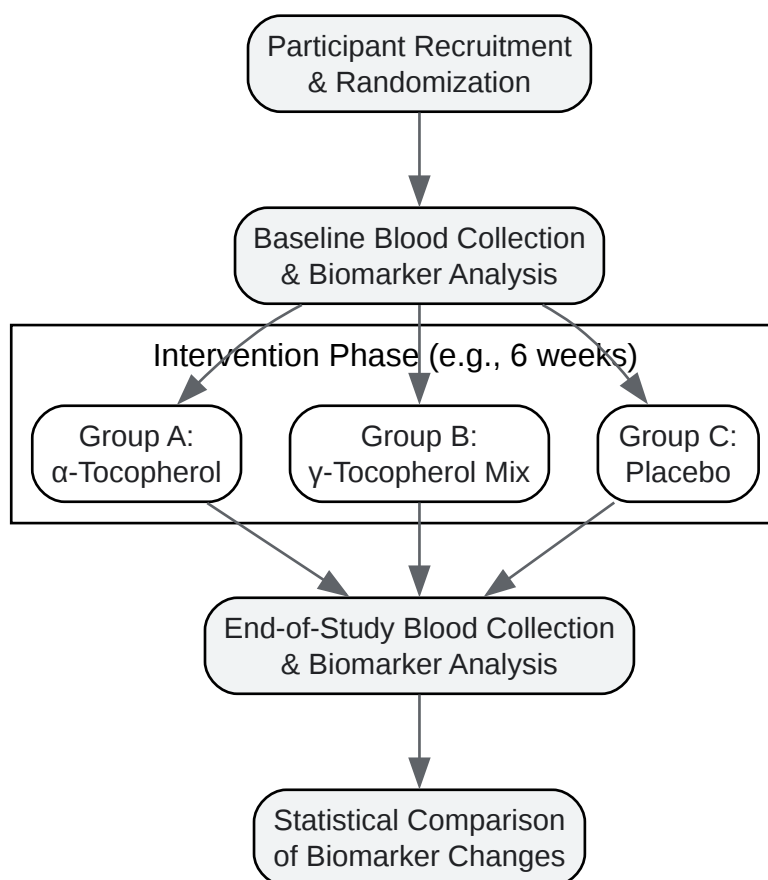 Participant Recruitment
& Randomization
Baseline Blood Collection
& Biomarker Analysis
Intervention Phase (e.g., 6 weeks)
Group A:
α-Tocopherol
Group B:
γ-Tocopherol Mix
Group C:
Placebo
End-of-Study Blood Collection
& Biomarker Analysis
Statistical Comparison
of Biomarker Changes